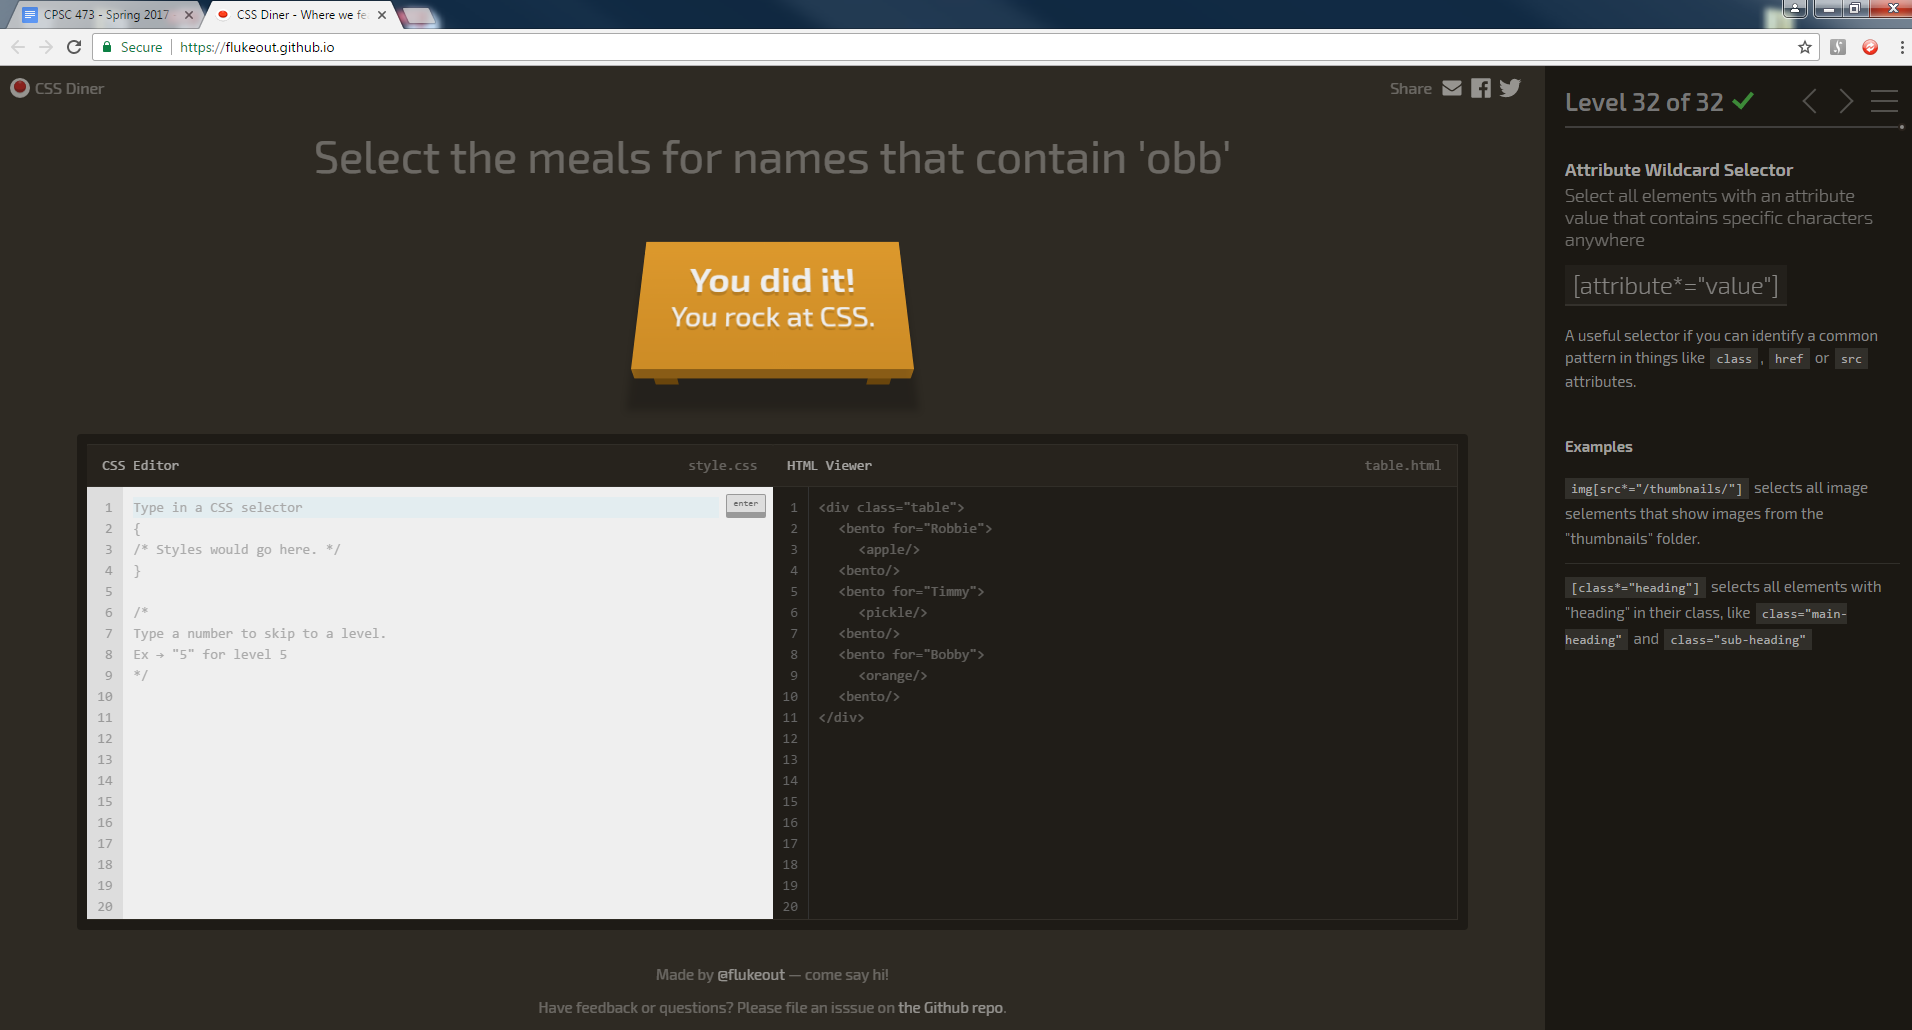 CPSC 473 - Spring 2017 -
CSS Diner - Where we fe
Secure https://flukeout.github.io
CSS Diner
Share
Select the meals for names that contain 'obb'
You did it!
You rock at CSS.
CSS Editor style.css
1 Type in a CSS selector
enter
2 {
3 /* Styles would go here. */
4 }
5
6 /*
7 Type a number to skip to a level.
8 Ex → "5" for level 5
9 */
10
11
12
13
14
15
16
17
18
19
20
HTML Viewer table.html
1 <div class="table">
2 <bento for="Robbie">
3 <apple/>
4 <bento/>
5 <bento for="Timmy">
6 <pickle/>
7 <bento/>
8 <bento for="Bobby">
9 <orange/>
10 <bento/>
11 </div>
12
13
14
15
16
17
18
19
20
Made by @flukeout — come say hi!
Have feedback or questions? Please file an isssue on the Github repo.
Level 32 of 32
Attribute Wildcard Selector
Select all elements with an attribute
value that contains specific characters
anywhere
[attribute*="value"]
A useful selector if you can identify a common
pattern in things like class , href or src
attributes.
Examples
img[src*="/thumbnails/"] selects all image
selements that show images from the
"thumbnails" folder.
[class*="heading"] selects all elements with
"heading" in their class, like class="main-
heading" and class="sub-heading"